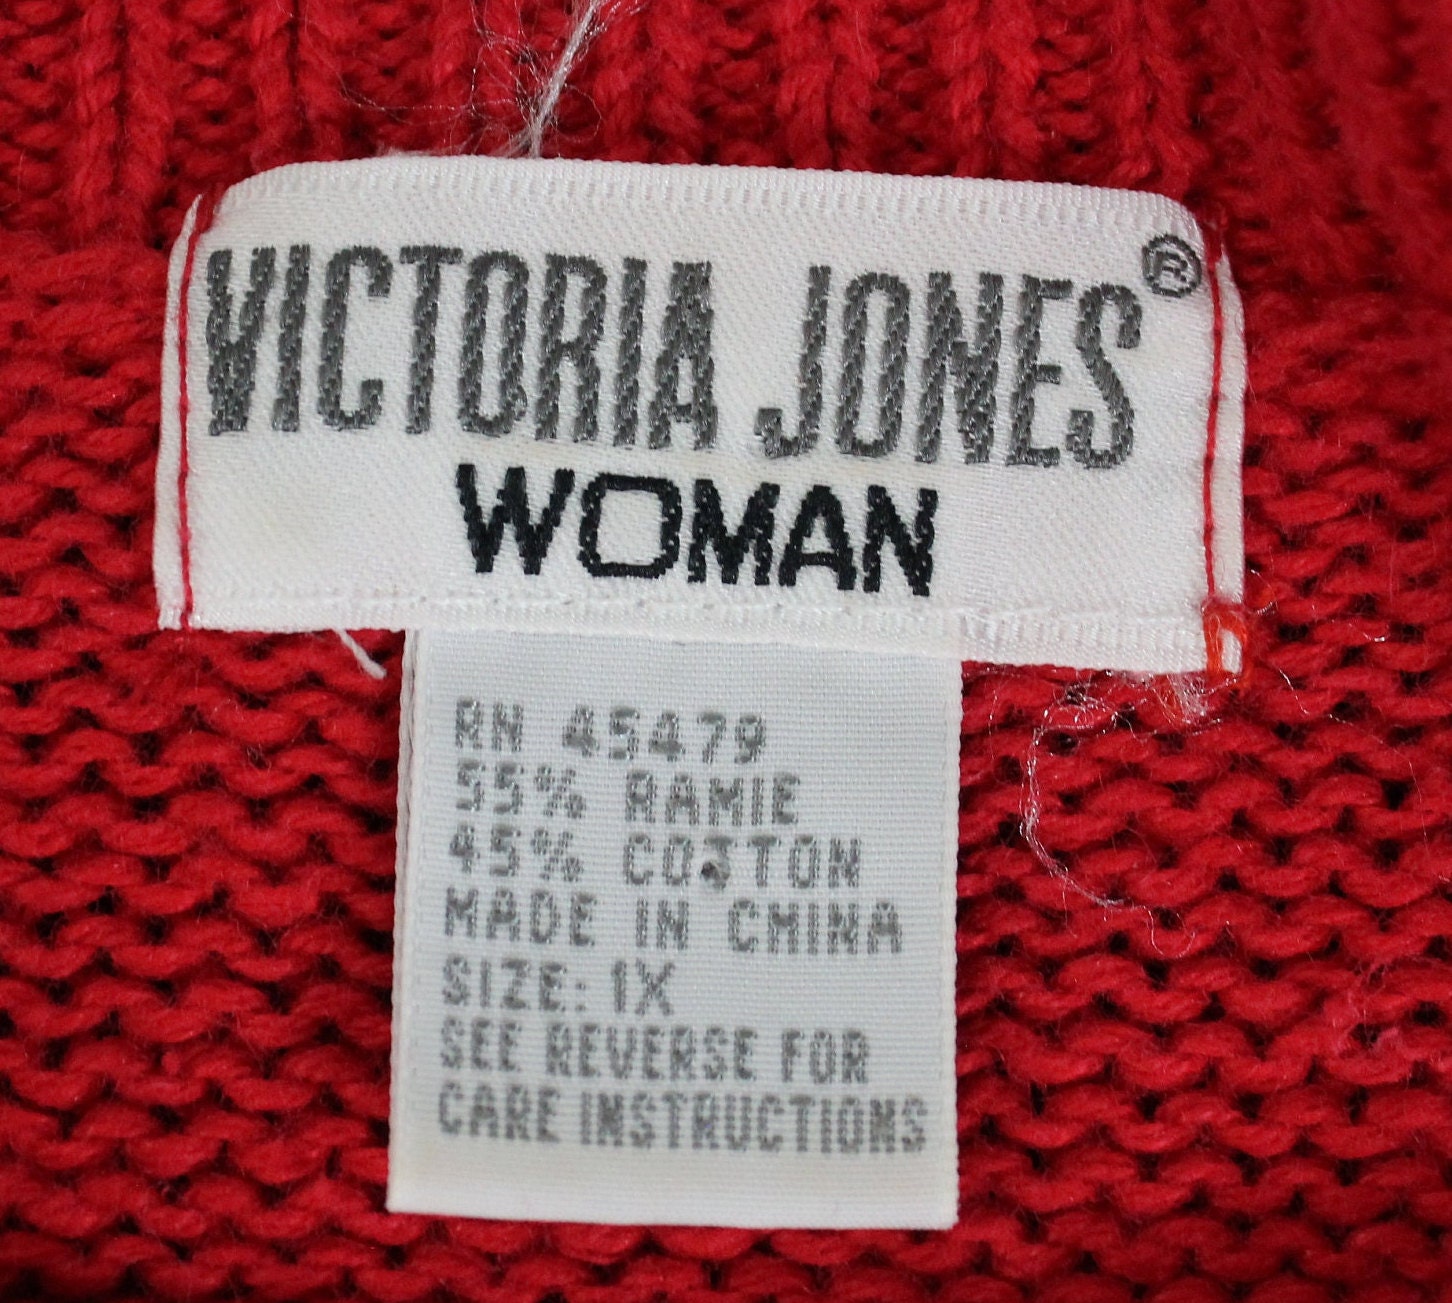 VICTORIA JONES®
WOMAN
RN 45479
55% RAMIE
45% COTTON
MADE IN CHINA
SIZE: 1X
SEE REVERSE FOR
CARE INSTRUCTIONS